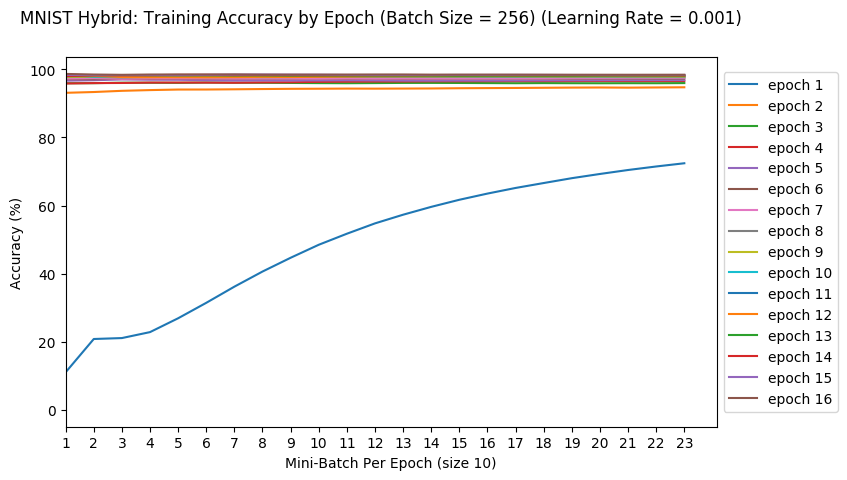 MNIST Hybrid: Training Accuracy by Epoch (Batch Size = 256) (Learning Rate = 0.001)
Accuracy (%)
100
80
60
40
20
0
1 2 3 4 5 6 7 8 9 10 11 12 13 14 15 16 17 18 19 20 21 22 23
Mini-Batch Per Epoch (size 10)
epoch 1
epoch 2
epoch 3
epoch 4
epoch 5
epoch 6
epoch 7
epoch 8
epoch 9
epoch 10
epoch 11
epoch 12
epoch 13
epoch 14
epoch 15
epoch 16